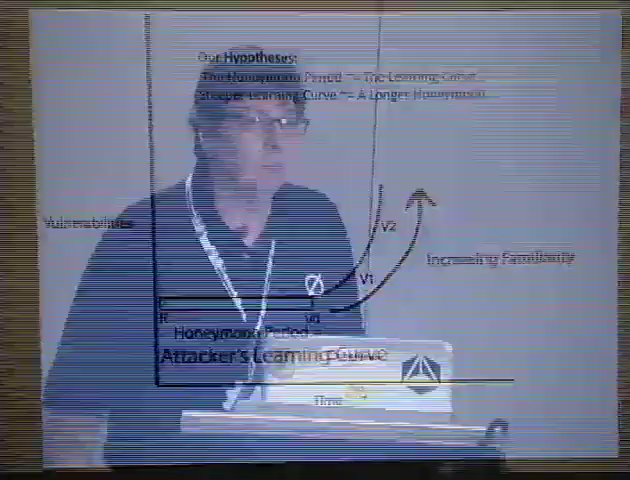 Our Hypotheses:
The Honeymoon Period ~= The Learning Curve
Steeper Learning Curve ~= A Longer Honeymoon
Vulnerabilities
V2
Increasing Familiarity
V1
Honeymoon Period =
Attacker's Learning Curve
Time